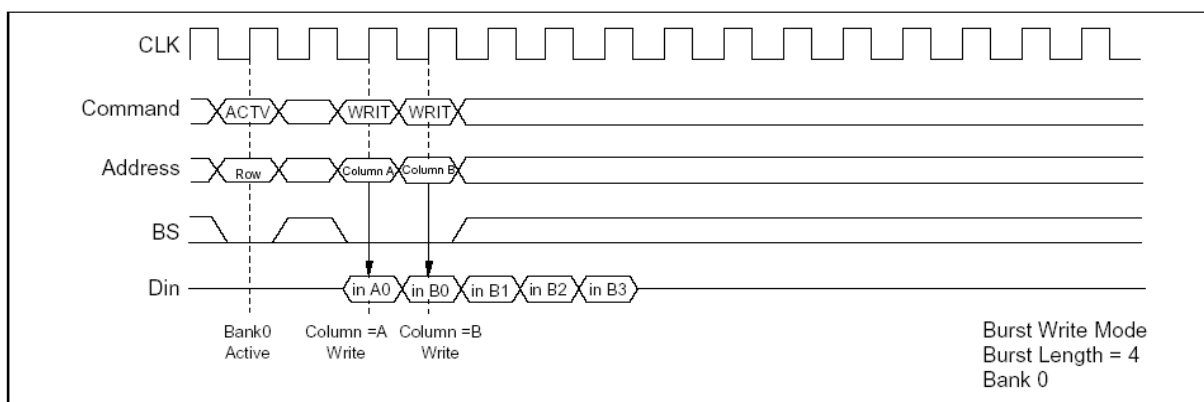 CLK
Command ACTV WRIT WRIT
Address Row Column A Column B
BS
Din in A0 in B0 in B1 in B2 in B3
Bank0 Column =A Column =B
Active Write Write
Burst Write Mode
Burst Length = 4
Bank 0